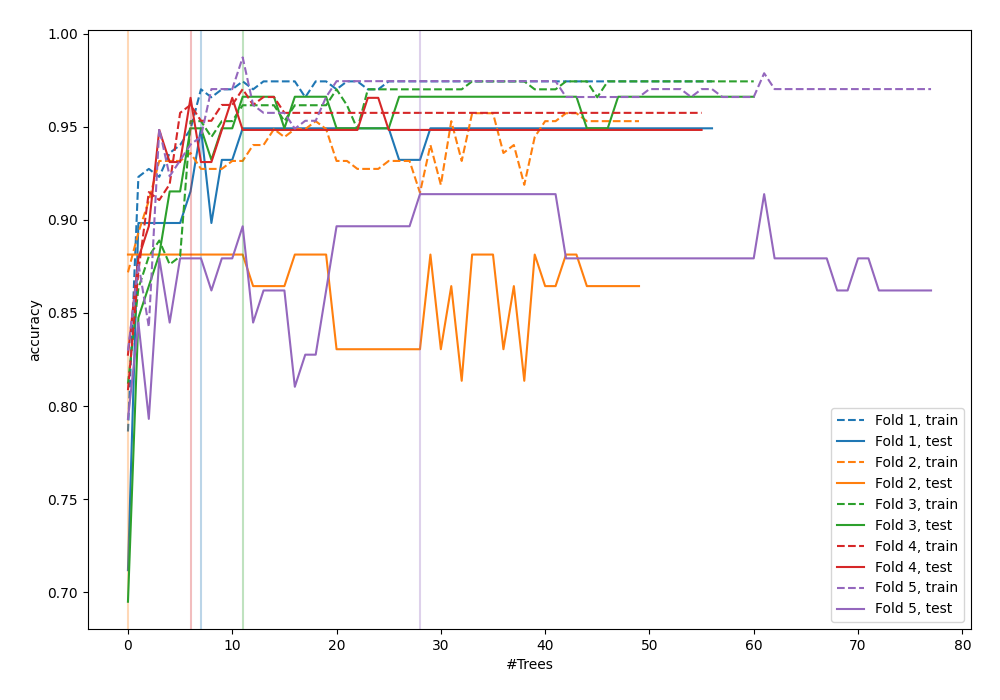 1.00
0.95
0.90
0.85
0.80
0.75
0.70
accuracy
0
10
20
30
40
50
60
70
80
#Trees
Fold 1, train
Fold 1, test
Fold 2, train
Fold 2, test
Fold 3, train
Fold 3, test
Fold 4, train
Fold 4, test
Fold 5, train
Fold 5, test